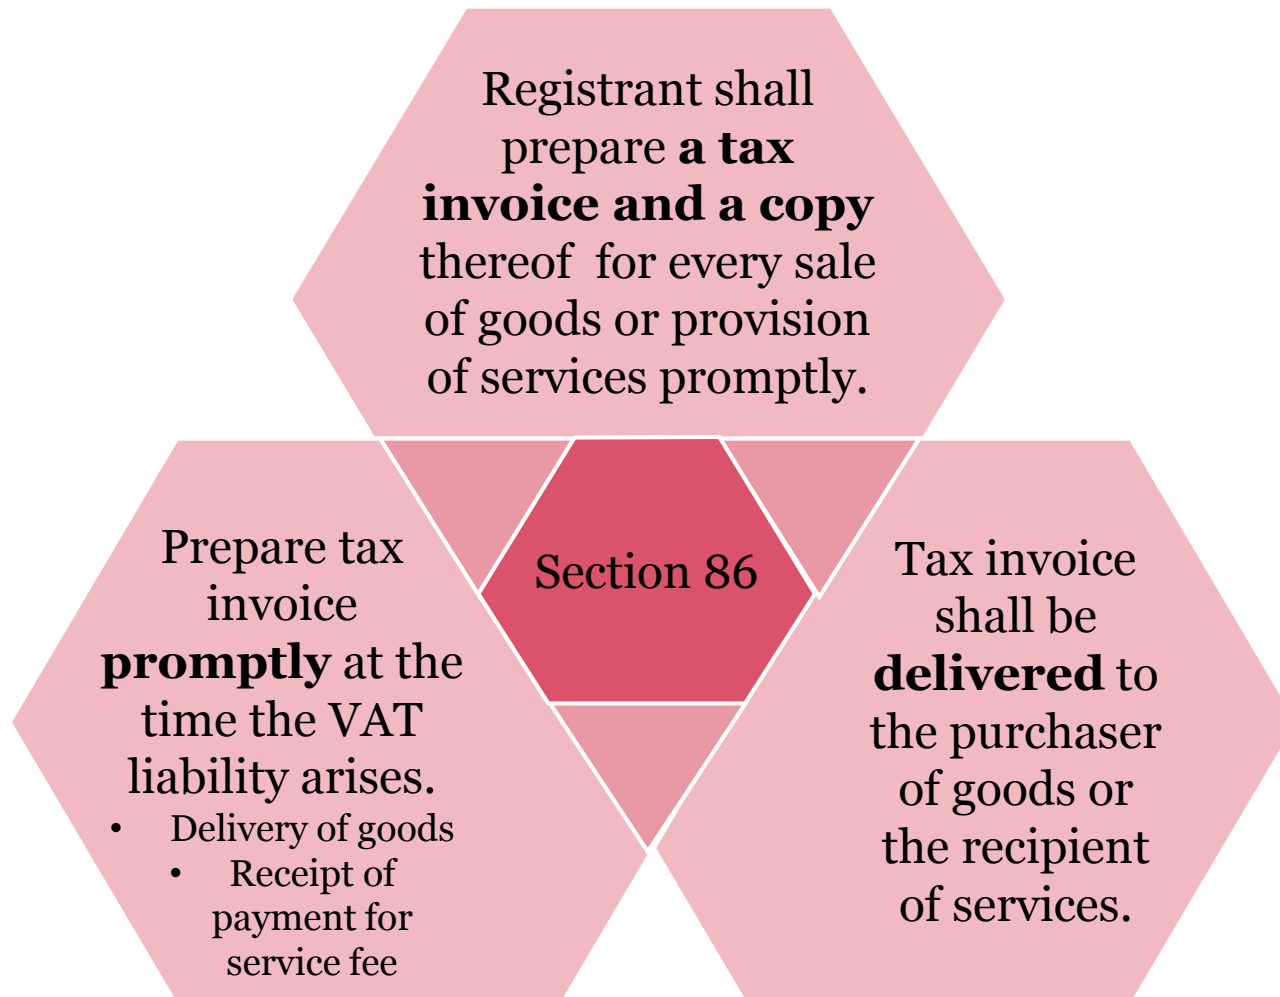 Registrant shall
prepare a tax
invoice and a copy
thereof for every sale
of goods or provision
of services promptly.
Section 86
Prepare tax
invoice
promptly at the
time the VAT
liability arises.
• Delivery of goods
• Receipt of
payment for
service fee
Tax invoice
shall be
delivered to
the purchaser
of goods or
the recipient
of services.